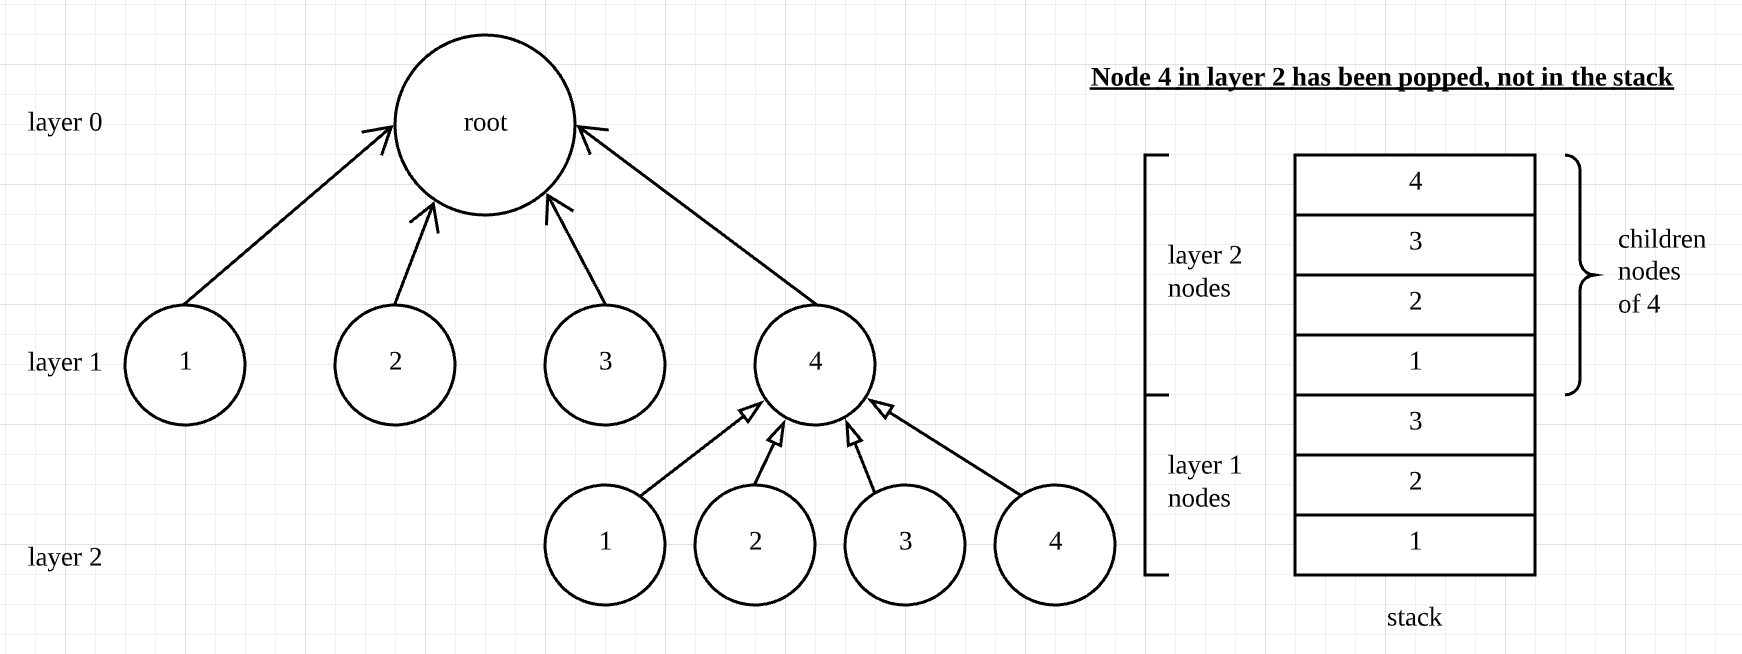 Node 4 in layer 2 has been popped, not in the stack
layer 0
root
layer 1
1
2
3
4
layer 2
1
2
3
4
layer 2
nodes
layer 1
nodes
4
3
2
1
3
2
1
stack
children
nodes
of 4